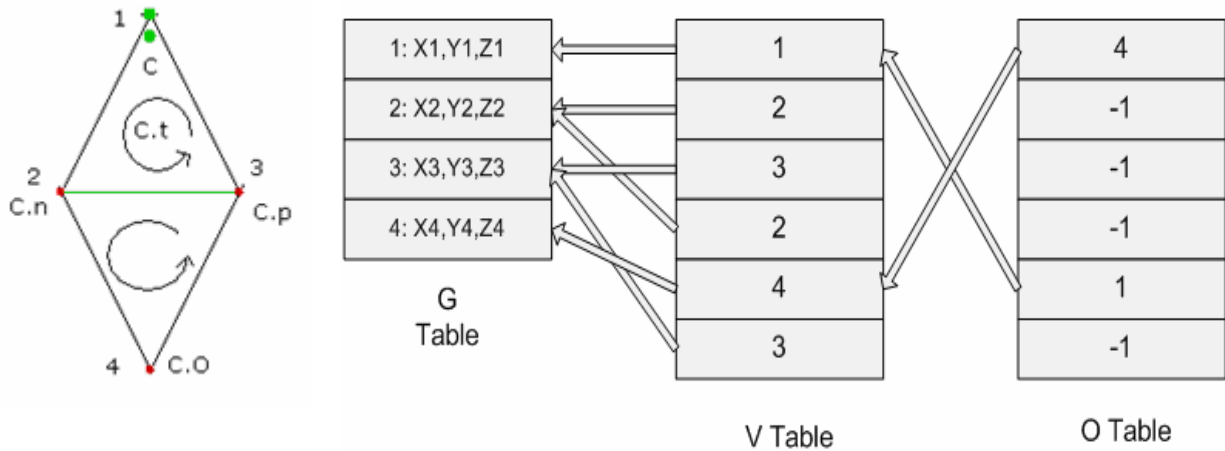 1
C
C.t
2
3
C.n
C.p
4
C.O
1: X1,Y1,Z1
2: X2,Y2,Z2
3: X3,Y3,Z3
4: X4,Y4,Z4
G
Table
1
2
3
2
4
3
V Table
4
-1
-1
-1
1
-1
O Table